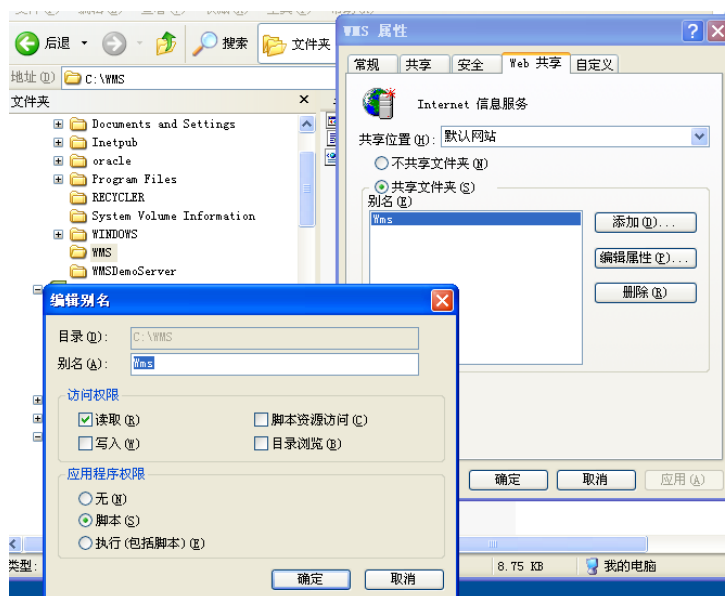 后退
搜索
文件夹
地址(D)
C:\WMS
文件夹
Documents and Settings
Inetpub
oracle
Program Files
RECYCLER
System Volume Information
WINDOWS
WMS
WMSDemoServer
WMS 属性
常规 共享 安全 Web 共享 自定义
Internet 信息服务
共享位置(H): 默认网站
不共享文件夹(N)
共享文件夹(S)
别名(E)
Wms
添加(D)...
编辑属性(P)...
删除(R)
确定 取消 应用(A)
编辑别名
目录(D): C:\WMS
别名(A): Wms
访问权限
读取(R) 脚本资源访问(C)
写入(W) 目录浏览(B)
应用程序权限
无(N)
脚本(S)
执行(包括脚本)(E)
确定 取消
类型:
8.75 KB 我的电脑